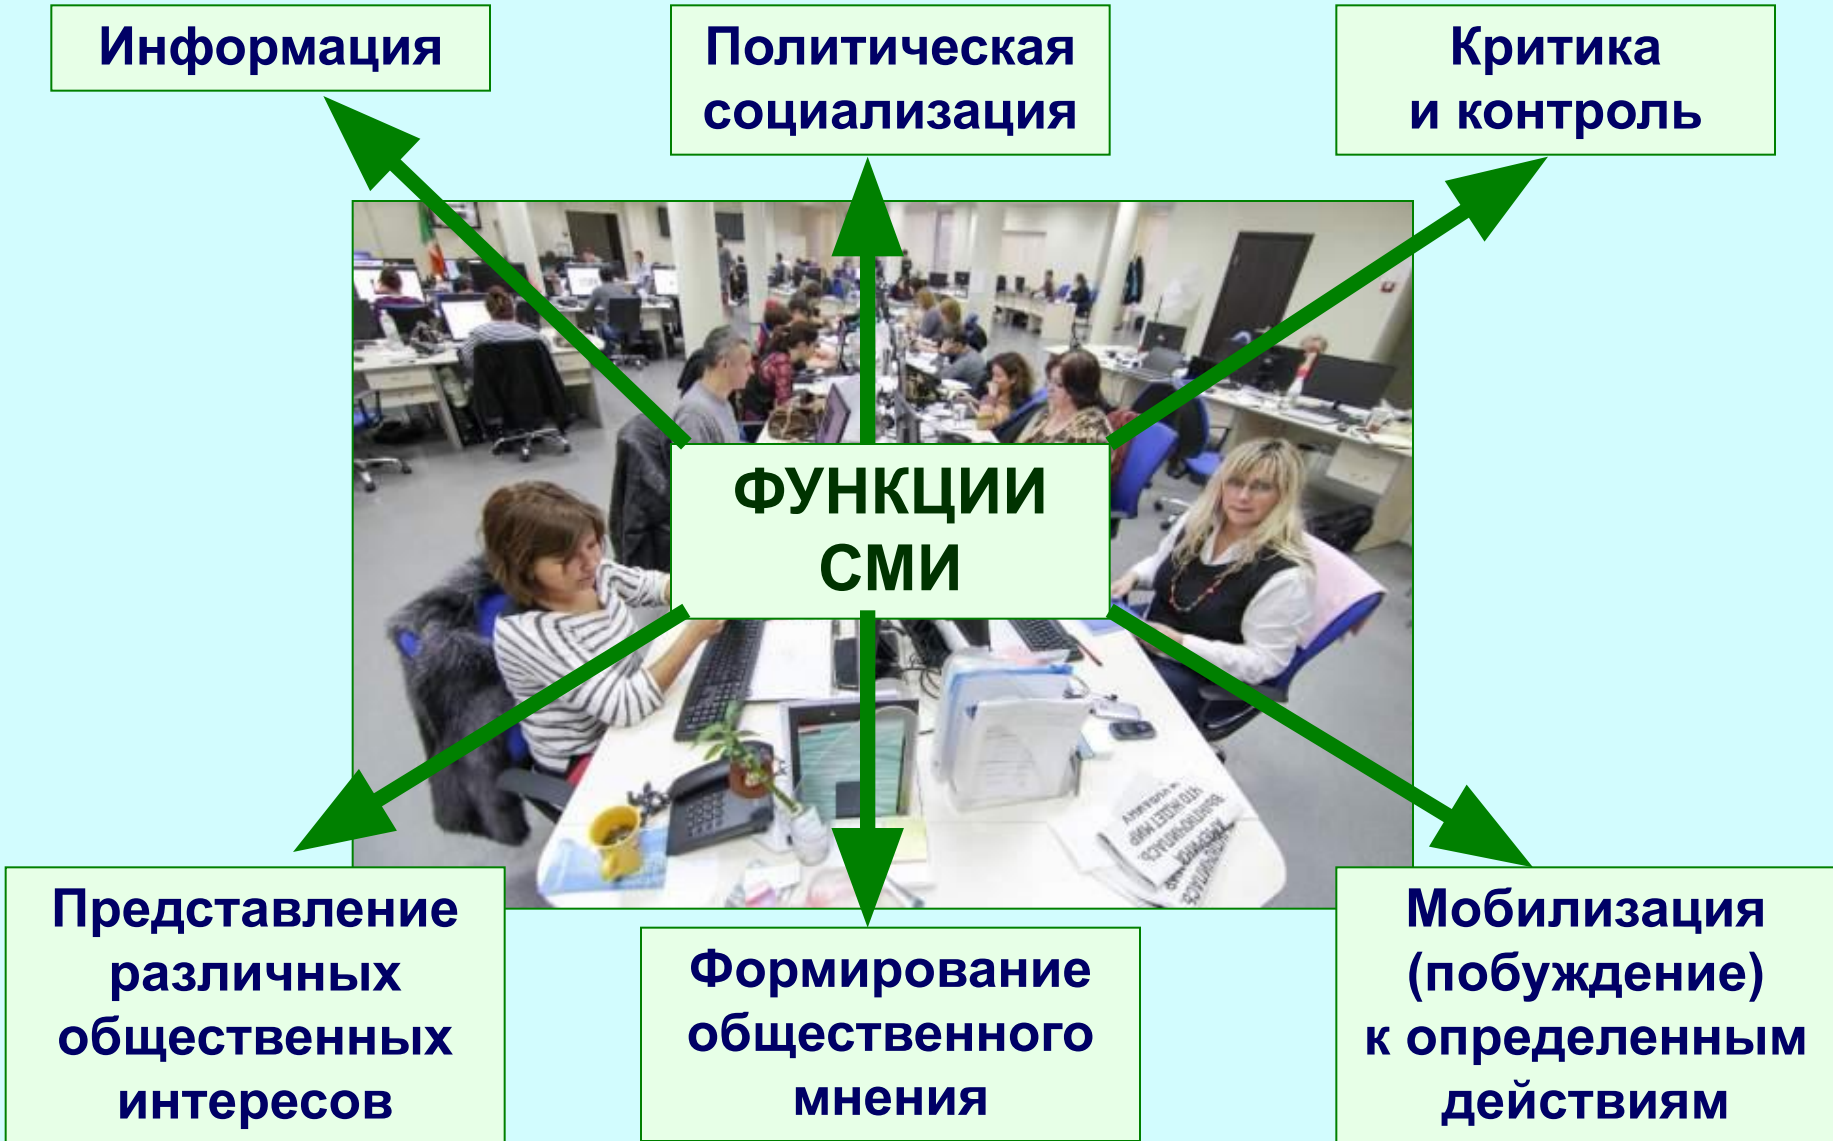 Информация
Политическая
социализация
Критика
и контроль
ФУНКЦИИ
СМИ
Представление
различных
общественных
интересов
Формирование
общественного
мнения
Мобилизация
(побуждение)
к определенным
действиям